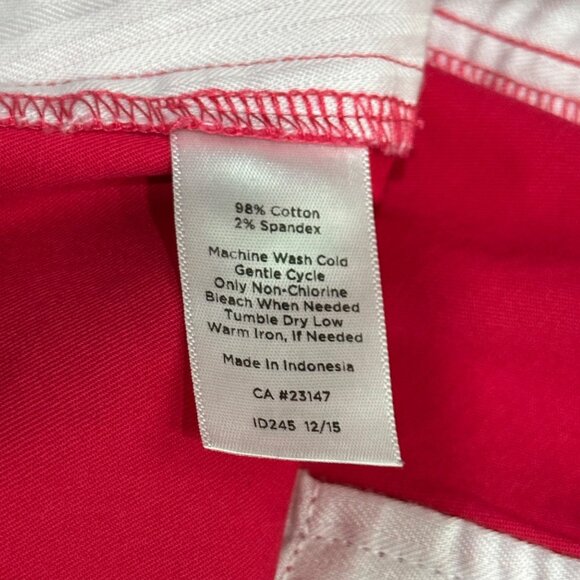 98% Cotton
2% Spandex
Machine Wash Cold
Gentle Cycle
Only Non-Chlorine
Bleach When Needed
Tumble Dry Low
Warm Iron, If Needed
Made in Indonesia
CA #23147
ID245 12/15